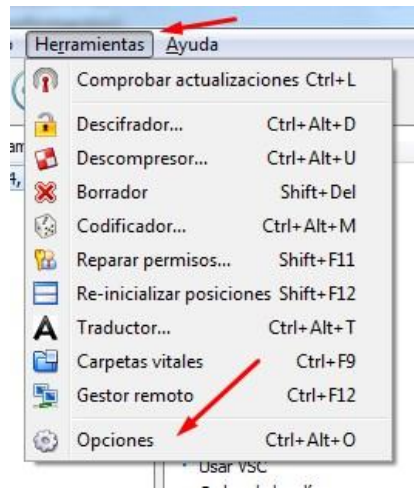 Herramientas Ayuda
Comprobar actualizaciones Ctrl+L
Descifrador... Ctrl+Alt+D
Descompresor... Ctrl+Alt+U
Borrador Shift+Del
Codificador... Ctrl+Alt+M
Reparar permisos... Shift+F11
Re-inicializar posiciones Shift+F12
Traductor... Ctrl+Alt+T
Carpetas vitales Ctrl+F9
Gestor remoto Ctrl+F12
Opciones Ctrl+Alt+O
Usar VSC